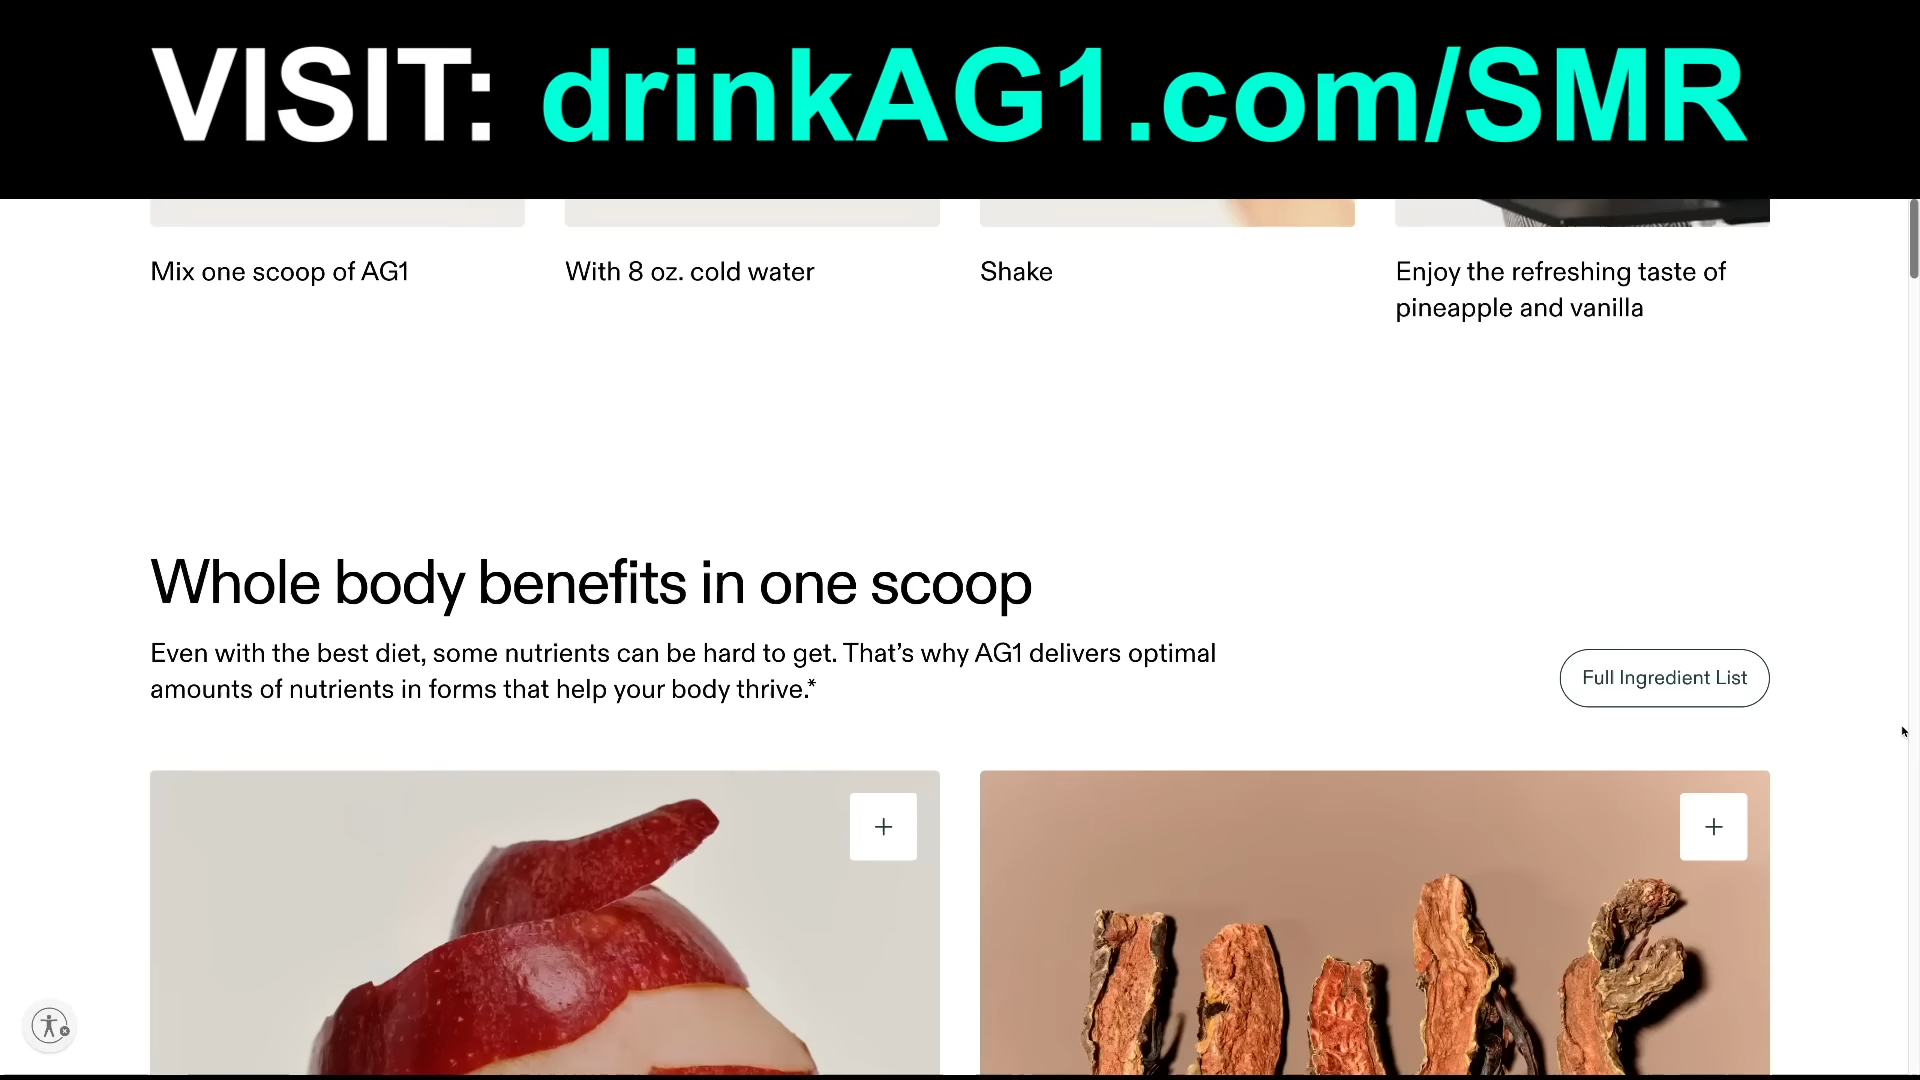 VISIT: drinkAG1.com/SMR
Mix one scoop of AG1
With 8 oz. cold water
Shake
Enjoy the refreshing taste of
pineapple and vanilla
Whole body benefits in one scoop
Even with the best diet, some nutrients can be hard to get. That’s why AG1 delivers optimal
amounts of nutrients in forms that help your body thrive.*
Full Ingredient List